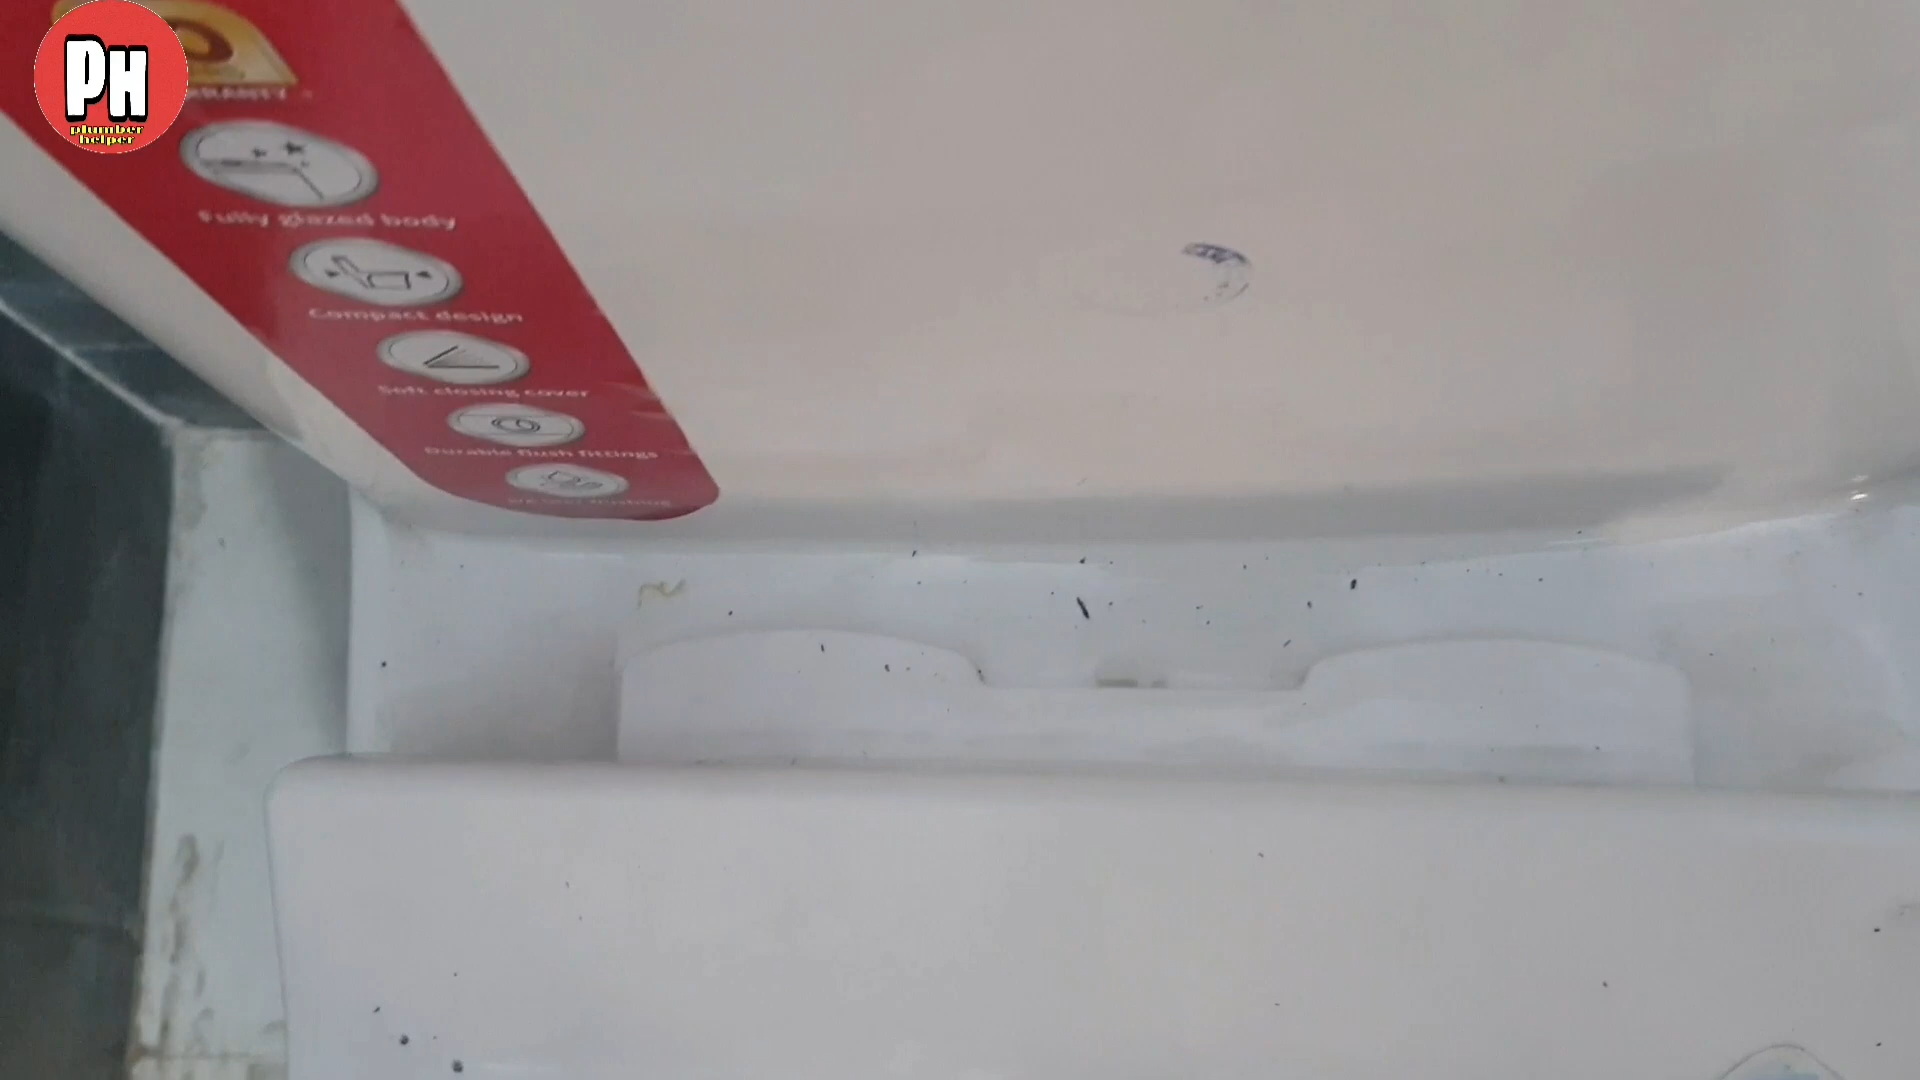 PH
plumber
helper
Fully glazed body
Compact design
Soft closing cover
Durable flush fittings